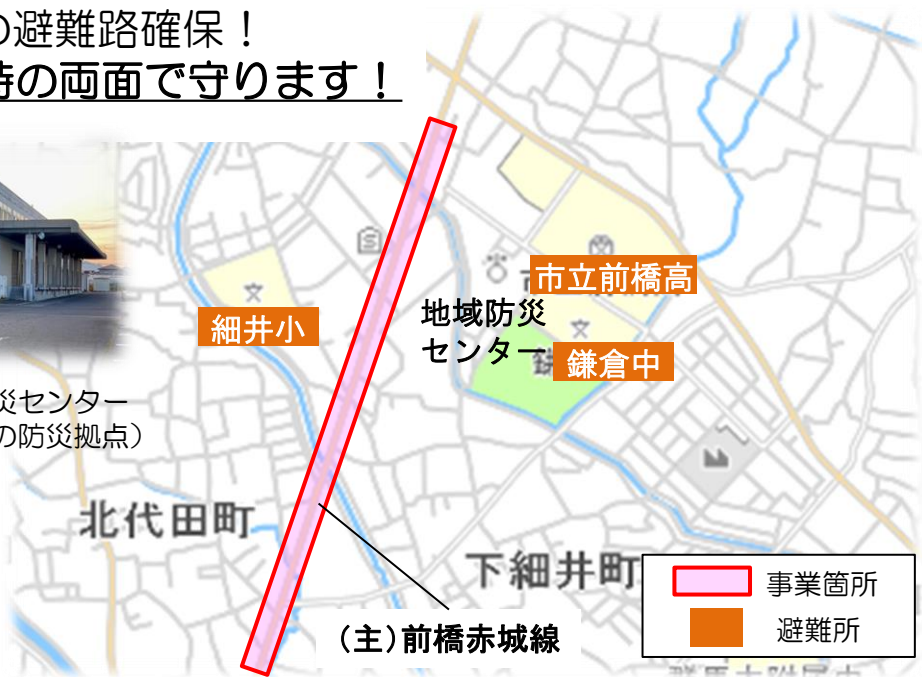 避難路確保！
の両面で守ります！
市立前橋高
細井小
地域防災
センター
鎌倉中
災センター
の防災拠点）
北代田町
下細井町
(主)前橋赤城線
事業箇所
避難所